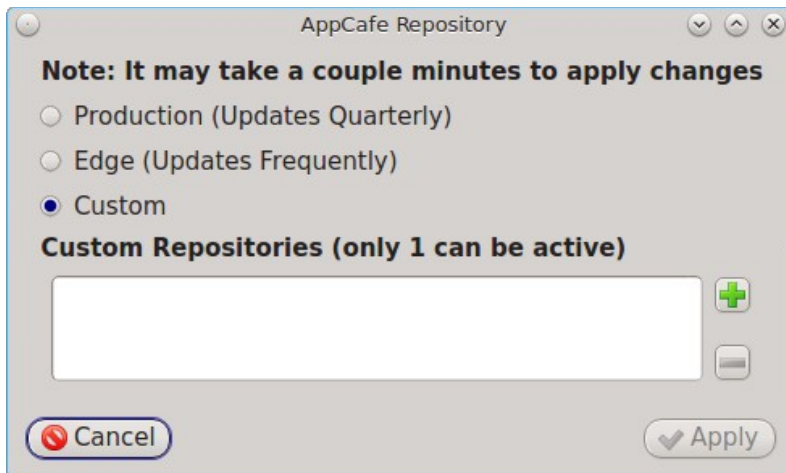 AppCafe Repository
Note: It may take a couple minutes to apply changes
Production (Updates Quarterly)
Edge (Updates Frequently)
Custom
Custom Repositories (only 1 can be active)
Cancel
Apply